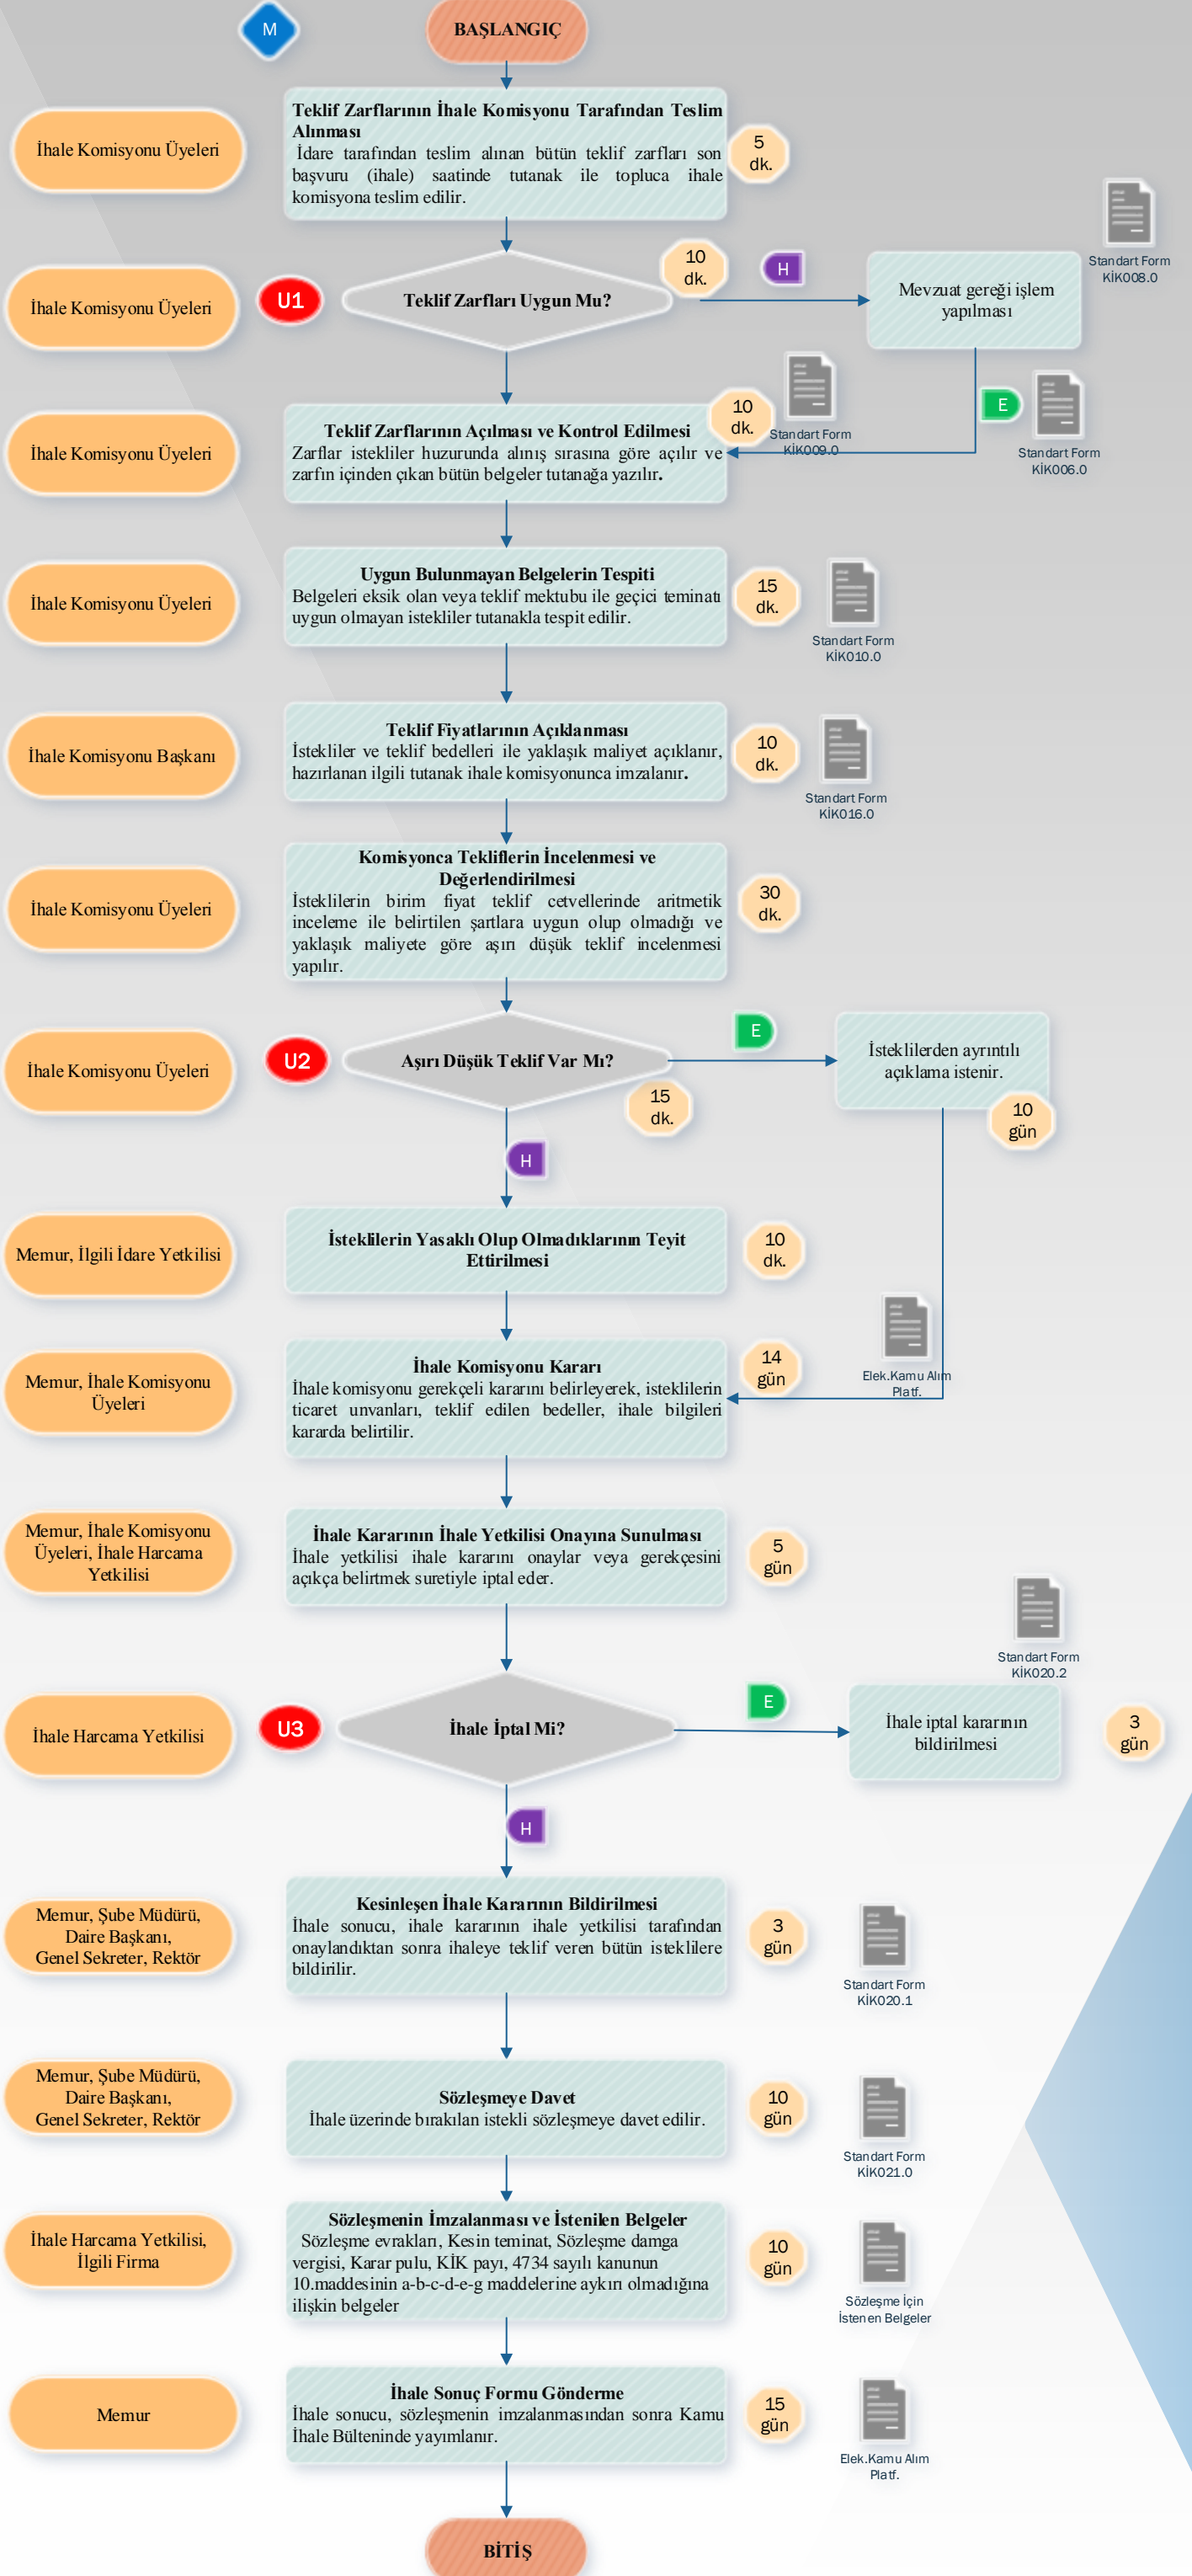 M
BAŞLANGIÇ
İhale Komisyonu Üyeleri
Teklif Zarflarının İhale Komisyonu Tarafından Teslim
Alınması
İdare tarafından teslim alınan bütün teklif zarfları son
başvuru (ihale) saatinde tutanak ile topluca ihale
komisyona teslim edilir.
5
dk.
İhale Komisyonu Üyeleri
U1
Teklif Zarfları Uygun Mu?
10
dk.
H
Mevzuat gereği işlem
yapılması
Standart Form
KİK008.0
İhale Komisyonu Üyeleri
Teklif Zarflarının Açılması ve Kontrol Edilmesi
Zarflar istekliler huzurunda alınış sırasına göre açılır ve
zarfın içinden çıkan bütün belgeler tutanağa yazılır.
10
dk.
Standart Form
KİK009.0
E
Standart Form
KİK006.0
İhale Komisyonu Üyeleri
Uygun Bulunmayan Belgelerin Tespiti
Belgeleri eksik olan veya teklif mektubu ile geçici teminatı
uygun olmayan istekliler tutanakla tespit edilir.
15
dk.
Standart Form
KİK010.0
İhale Komisyonu Başkanı
Teklif Fiyatlarının Açıklanması
İstekliler ve teklif bedelleri ile yaklaşık maliyet açıklanır,
hazırlanan ilgili tutanak ihale komisyonunca imzalanır.
10
dk.
Standart Form
KİK016.0
İhale Komisyonu Üyeleri
Komisyonca Tekliflerin İncelenmesi ve
Değerlendirilmesi
İsteklilerin birim fiyat teklif cetvellerinde aritmetik
inceleme ile belirtilen şartlara uygun olup olmadığı ve
yaklaşık maliyete göre aşırı düşük teklif incelenmesi
yapılır.
30
dk.
İhale Komisyonu Üyeleri
U2
Aşırı Düşük Teklif Var Mı?
15
dk.
E
İsteklilerden ayrıntılı
açıklama istenir.
10
gün
H
Memur, İlgili İdare Yetkilisi
İsteklilerin Yasaklı Olup Olmadıklarının Teyit
Ettirilmesi
10
dk.
Memur, İhale Komisyonu
Üyeleri
İhale Komisyonu Kararı
İhale komisyonu gerekçeli kararını belirleyerek, isteklilerin
ticaret unvanları, teklif edilen bedeller, ihale bilgileri
kararda belirtilir.
14
gün
Elek.Kamu Alım
Platf.
Memur, İhale Komisyonu
Üyeleri, İhale Harcama
Yetkilisi
İhale Kararının İhale Yetkilisi Onayına Sunulması
İhale yetkilisi ihale kararını onaylar veya gerekçesini
açıkça belirtmek suretiyle iptal eder.
5
gün
Standart Form
KİK020.2
İhale Harcama Yetkilisi
U3
İhale İptal Mi?
E
İhale iptal kararının
bildirilmesi
3
gün
H
Memur, Şube Müdürü,
Daire Başkanı,
Genel Sekreter, Rektör
Kesinleşen İhale Kararının Bildirilmesi
İhale sonucu, ihale kararının ihale yetkilisi tarafından
onaylandıktan sonra ihaleye teklif veren bütün isteklilere
bildirilir.
3
gün
Standart Form
KİK020.1
Memur, Şube Müdürü,
Daire Başkanı,
Genel Sekreter, Rektör
Sözleşmeye Davet
İhale üzerinde bırakılan istekli sözleşmeye davet edilir.
10
gün
Standart Form
KİK021.0
İhale Harcama Yetkilisi,
İlgili Firma
Sözleşmenin İmzalanması ve İstenilen Belgeler
Sözleşme evrakları, Kesin teminat, Sözleşme damga
vergisi, Karar pulu, KİK payı, 4734 sayılı kanunun
10.maddesinin a-b-c-d-e-g maddelerine aykırı olmadığına
ilişkin belgeler
10
gün
Sözleşme İçin
İstenen Belgeler
Memur
İhale Sonuç Formu Gönderme
İhale sonucu, sözleşmenin imzalanmasından sonra Kamu
İhale Bülteninde yayımlanır.
15
gün
Elek.Kamu Alım
Platf.
BİTİŞ